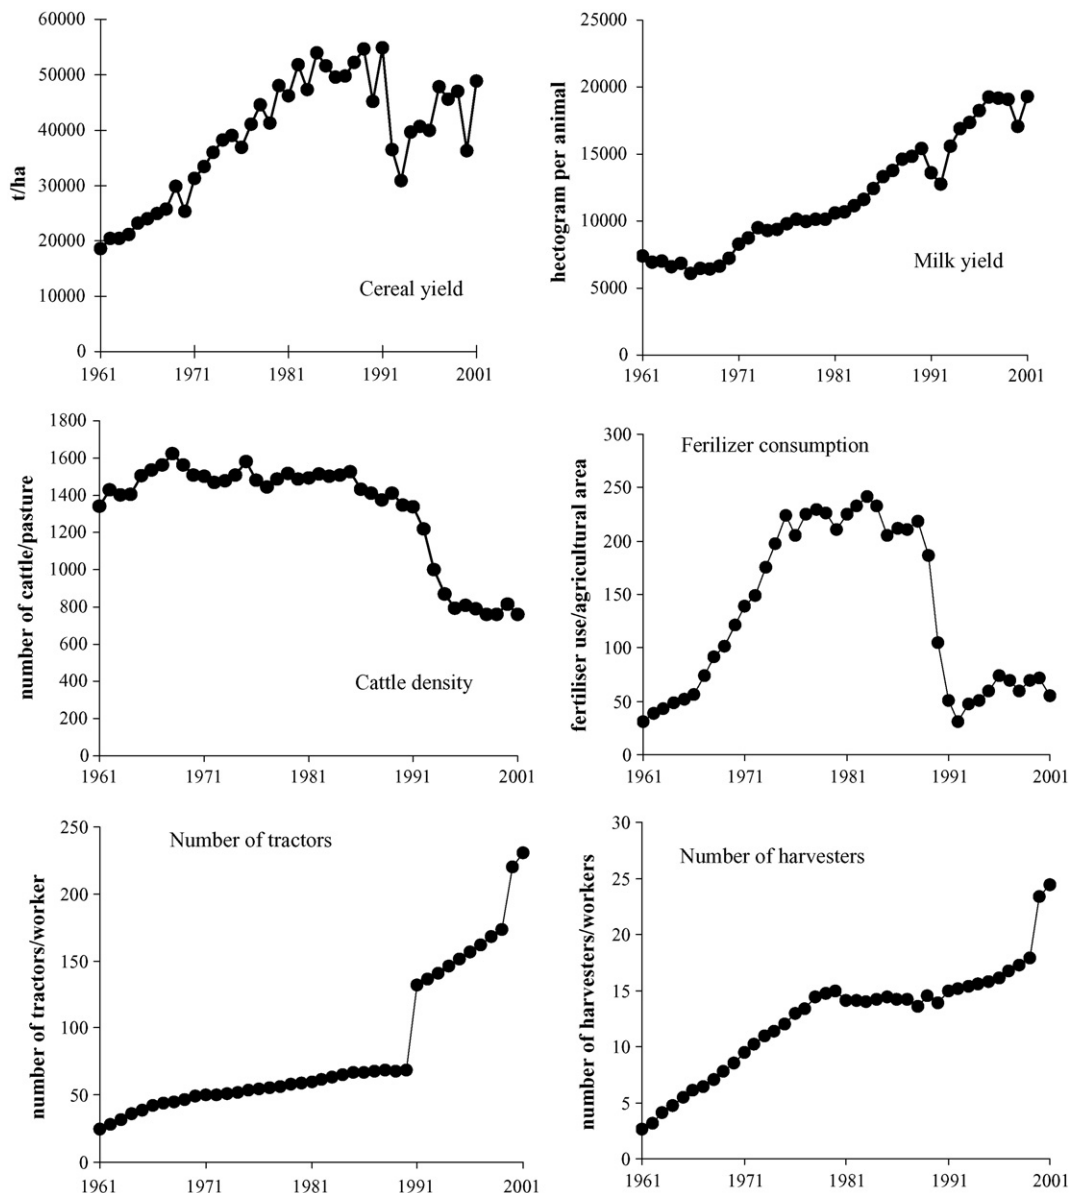 60000
50000
40000
30000
20000
10000
0
t/ha
Cereal yield
1961 1971 1981 1991 2001
25000
20000
15000
10000
5000
0
hectogram per animal
Milk yield
1961 1971 1981 1991 2001
1800
1600
1400
1200
1000
800
600
400
200
0
number of cattle/pasture
Cattle density
1961 1971 1981 1991 2001
Ferilizer consumption
300
250
200
150
100
50
0
fertiliser use/agricultural area
1961 1971 1981 1991 2001
Number of tractors
250
200
150
100
50
0
number of tractors/worker
1961 1971 1981 1991 2001
Number of harvesters
30
25
20
15
10
5
0
number of harvesters/workers
1961 1971 1981 1991 2001